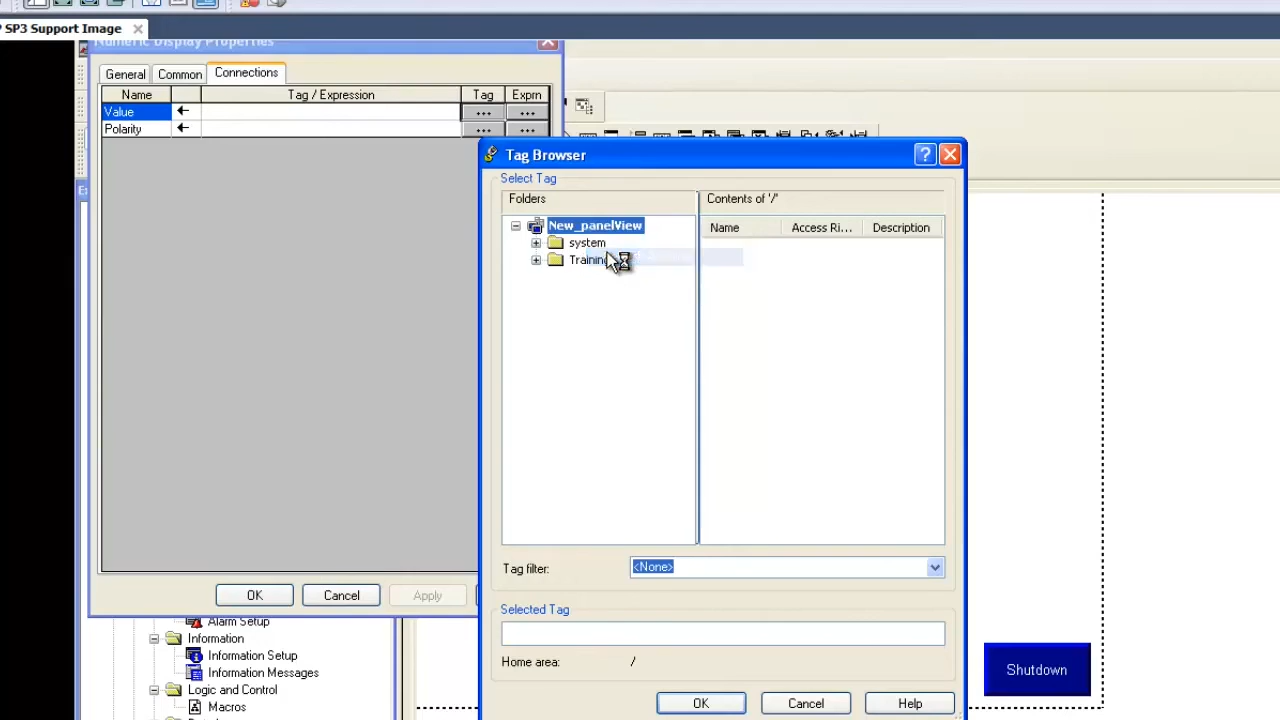 SP3 Support Image
Numeric Display Properties
General Common Connections
Name Tag / Expression Tag Exprn
Value ... ...
Polarity ... ...
Tag Browser
Select Tag
Folders
Contents of '/'
New_panelView
system
Training
Name Access Ri... Description
Tag filter: <None>
Selected Tag
Home area: /
OK Cancel Help
OK Cancel Apply
Alarm Setup
Information
Information Setup
Information Messages
Logic and Control
Macros
Shutdown